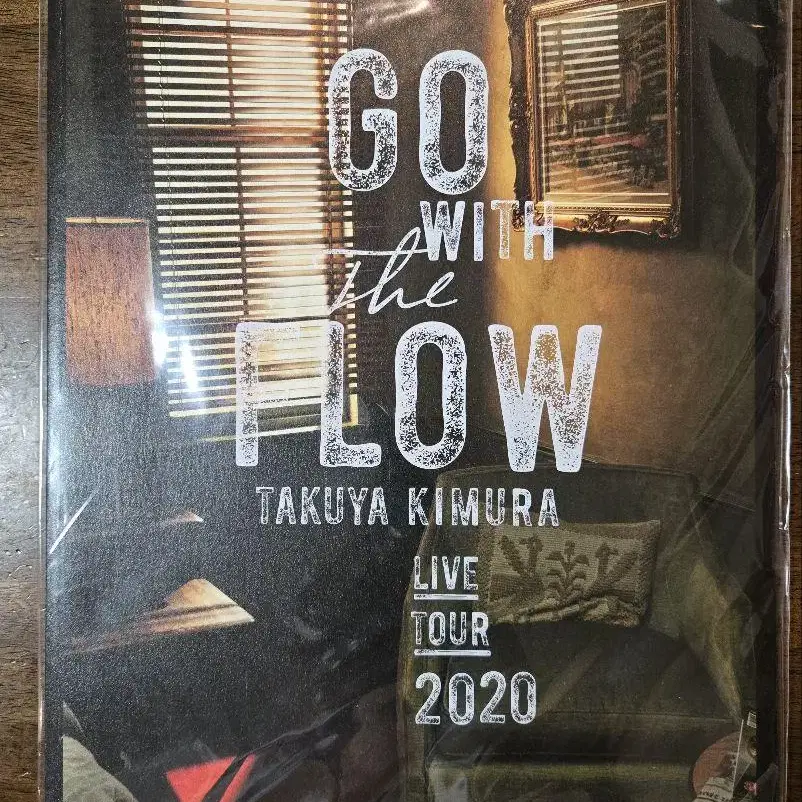 GO
WITH
The
FLOW
TAKUYA KIMURA
LIVE
TOUR
2020